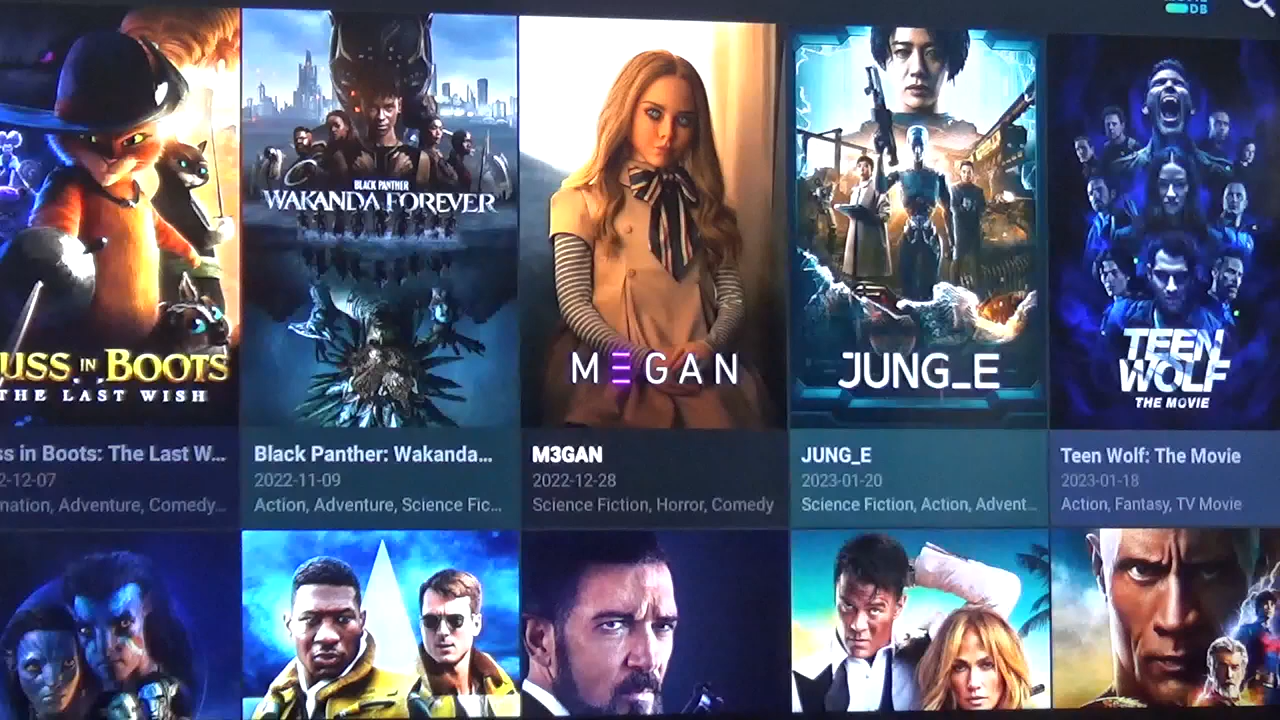 DB
BLACK PANTHER
WAKANDA FOREVER
USS IN BOOTS
THE LAST WISH
M3GAN
JUNG_E
TEEN
WOLF
THE MOVIE
ss in Boots: The Last W...
2-12-07
nation, Adventure, Comedy...
Black Panther: Wakanda...
2022-11-09
Action, Adventure, Science Fic...
M3GAN
2022-12-28
Science Fiction, Horror, Comedy
JUNG_E
2023-01-20
Science Fiction, Action, Advent...
Teen Wolf: The Movie
2023-01-18
Action, Fantasy, TV Movie